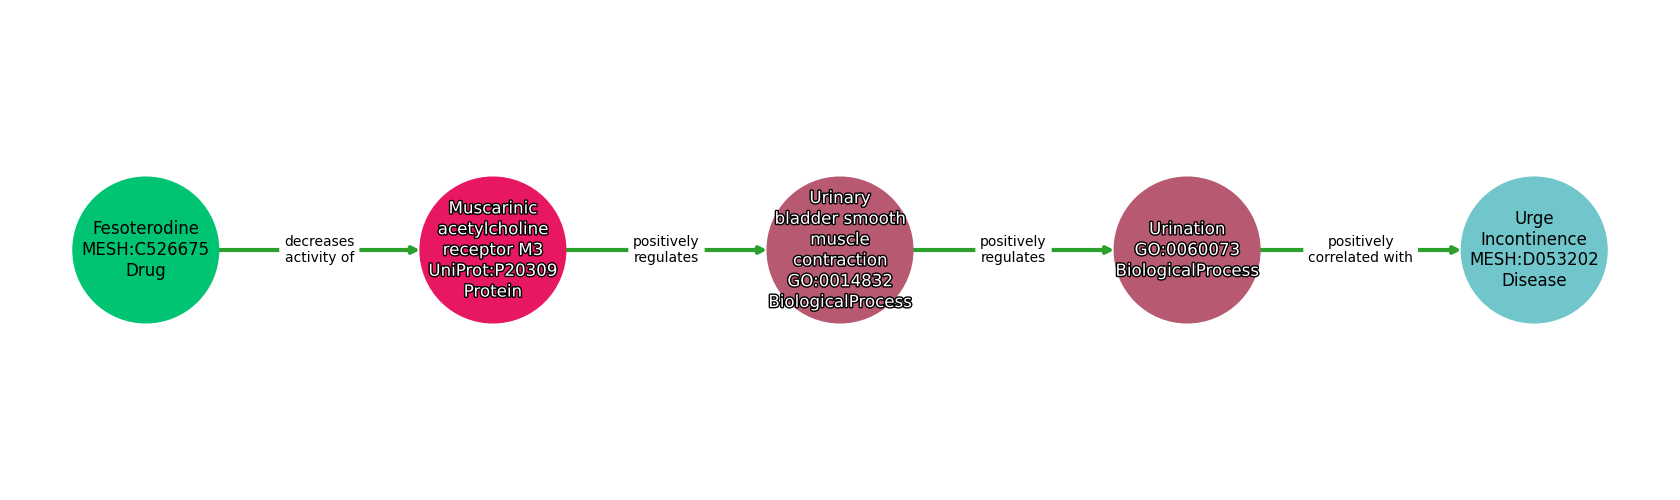 Fesoterodine
MESH:C526675
Drug
decreases
activity of
Muscarinic
acetylcholine
receptor M3
UniProt:P20309
Protein
positively
regulates
Urinary
bladder smooth
muscle
contraction
GO:0014832
BiologicalProcess
positively
regulates
Urination
GO:0060073
BiologicalProcess
positively
correlated with
Urge
Incontinence
MESH:D053202
Disease